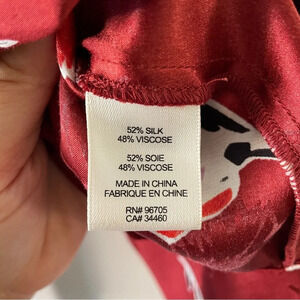 52% SILK
48% VISCOSE
52% SOIE
48% VISCOSE
MADE IN CHINA
FABRIQUE EN CHINE
RN# 96705
CA# 34460